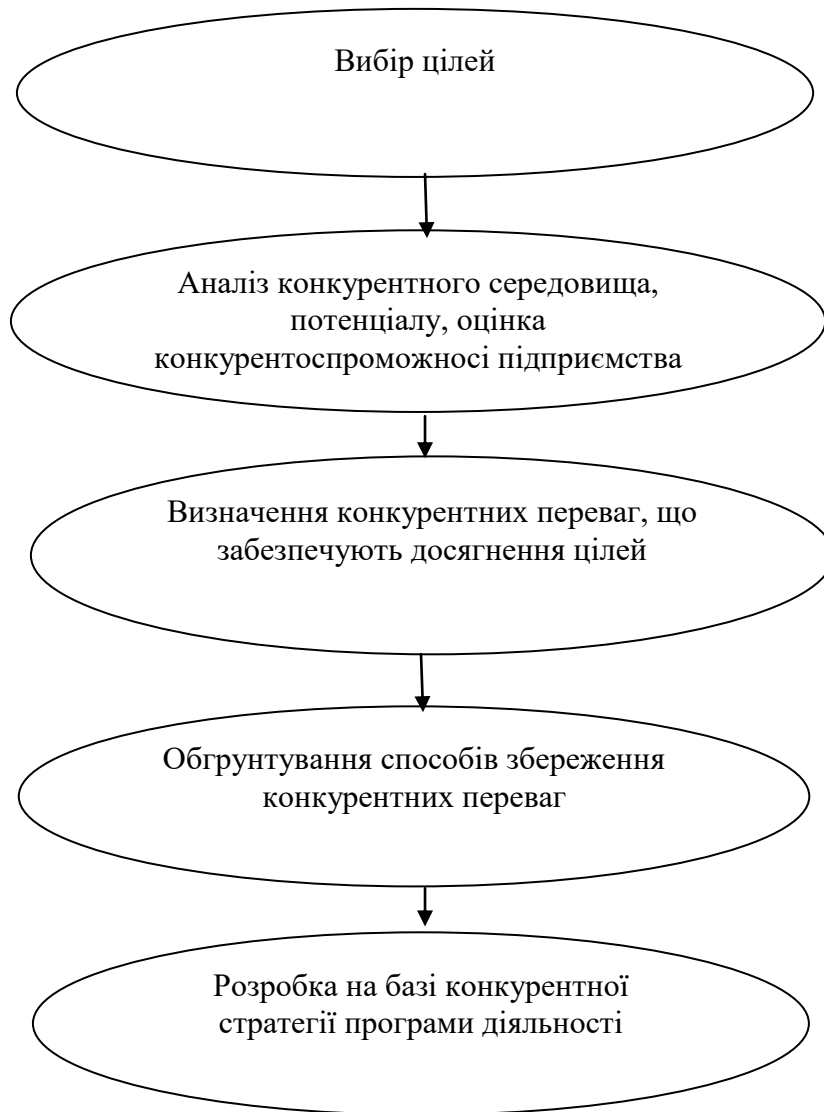 Вибір цілей
Аналіз конкурентного середовища,
потенціалу, оцінка
конкурентоспроможносі підприємства
Визначення конкурентних переваг, що
забезпечують досягнення цілей
Обгрунтування способів збереження
конкурентних переваг
Розробка на базі конкурентної
стратегії програми діяльності